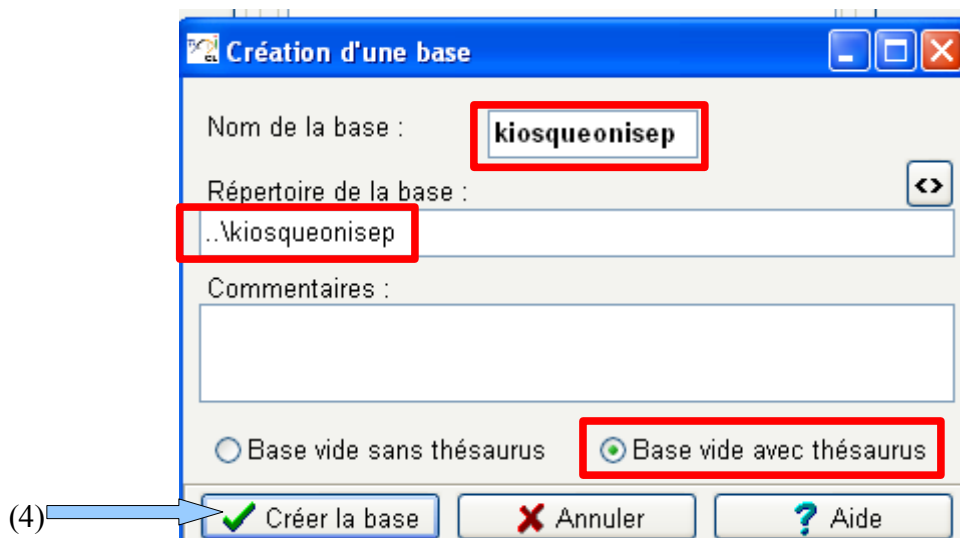 Création d'une base
Nom de la base : kiosqueonisep
Répertoire de la base : <>
..\kiosqueonisep
Commentaires :
Base vide sans thésaurus Base vide avec thésaurus
(4) Créer la base Annuler ? Aide